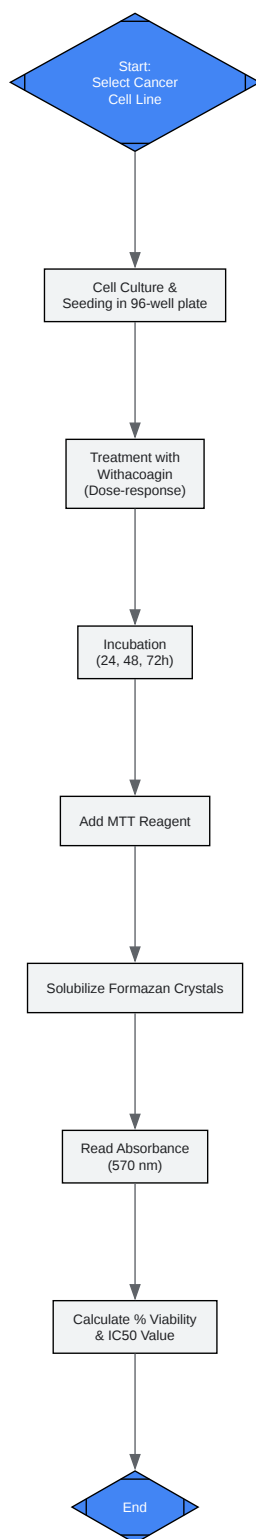 Start:
Select Cancer
Cell Line
Cell Culture &
Seeding in 96-well plate
Treatment with
Withacoagin
(Dose-response)
Incubation
(24, 48, 72h)
Add MTT Reagent
Solubilize Formazan Crystals
Read Absorbance
(570 nm)
Calculate % Viability
& IC50 Value
End